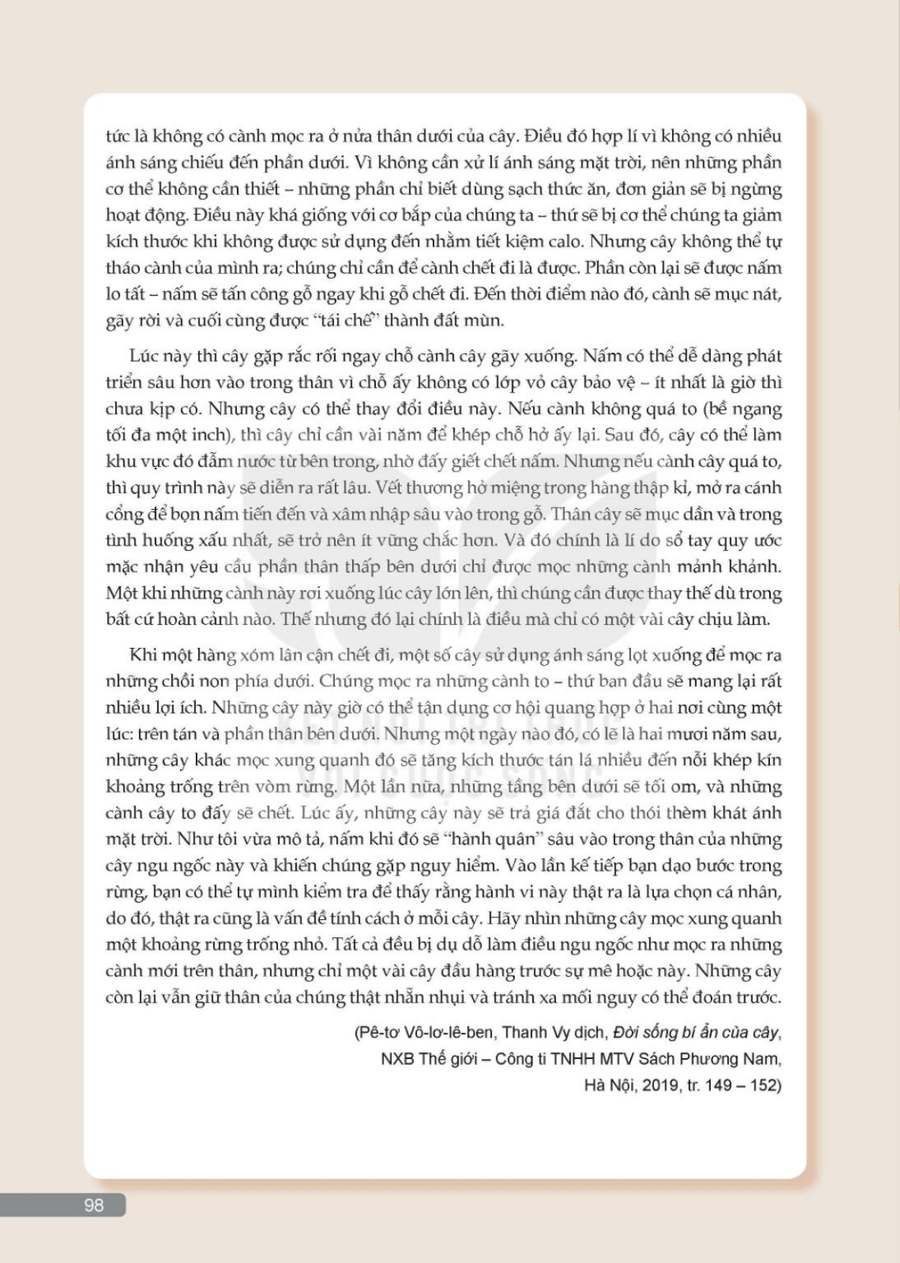 tức là không có cành mọc ra ở nửa thân dưới của cây. Điều đó hợp lí vì không có nhiều
ánh sáng chiếu đến phần dưới. Vì không cần xử lí ánh sáng mặt trời, nên những phần
cơ thể không cần thiết – những phần chỉ biết dùng sạch thức ăn, đơn giản sẽ bị ngừng
hoạt động. Điều này khá giống với cơ bắp của chúng ta – thứ sẽ bị cơ thể chúng ta giảm
kích thước khi không được sử dụng đến nhằm tiết kiệm calo. Nhưng cây không thể tự
tháo cành của mình ra; chúng chỉ cần để cành chết đi là được. Phần còn lại sẽ được nấm
lo tất – nấm sẽ tấn công gỗ ngay khi gỗ chết đi. Đến thời điểm nào đó, cành sẽ mục nát,
gãy rời và cuối cùng được “tái chế” thành đất mùn.
Lúc này thì cây gặp rắc rối ngay chỗ cành cây gãy xuống. Nấm có thể dễ dàng phát
triển sâu hơn vào trong thân vì chỗ ấy không có lớp vỏ cây bảo vệ – ít nhất là giờ thì
chưa kịp có. Nhưng cây có thể thay đổi điều này. Nếu cành không quá to (bề ngang
tối đa một inch), thì cây chỉ cần vài năm để khép chỗ hở ấy lại. Sau đó, cây có thể làm
khu vực đó đẫm nước từ bên trong, nhờ đấy giết chết nấm. Nhưng nếu cành cây quá to,
thì quy trình này sẽ diễn ra rất lâu. Vết thương hở miệng trong hàng thập kỉ, mở ra cánh
cổng để bọn nấm tiến đến và xâm nhập sâu vào trong gỗ. Thân cây sẽ mục dần và trong
tình huống xấu nhất, sẽ trở nên ít vững chắc hơn. Và đó chính là lí do sổ tay quy ước
mặc nhận yêu cầu phần thân thấp bên dưới chỉ được mọc những cành mảnh khảnh.
Một khi những cành này rơi xuống lúc cây lớn lên, thì chúng cần được thay thế dù trong
bất cứ hoàn cảnh nào. Thế nhưng đó lại chính là điều mà chỉ có một vài cây chịu làm.
Khi một hàng xóm lân cận chết đi, một số cây sử dụng ánh sáng lọt xuống để mọc ra
những chồi non phía dưới. Chúng mọc ra những cành to – thứ ban đầu sẽ mang lại rất
nhiều lợi ích. Những cây này giờ có thể tận dụng cơ hội quang hợp ở hai nơi cùng một
lúc: trên tán và phần thân bên dưới. Nhưng một ngày nào đó, có lẽ là hai mươi năm sau,
những cây khác mọc xung quanh đó sẽ tăng kích thước tán lá nhiều đến nỗi khép kín
khoảng trống trên vòm rừng. Một lần nữa, những tầng bên dưới sẽ tối om, và những
cành cây to đấy sẽ chết. Lúc ấy, những cây này sẽ trả giá đắt cho thói thèm khát ánh
mặt trời. Như tôi vừa mô tả, nấm khi đó sẽ “hành quân” sâu vào trong thân của những
cây ngu ngốc này và khiến chúng gặp nguy hiểm. Vào lần kế tiếp bạn dạo bước trong
rừng, bạn có thể tự mình kiểm tra để thấy rằng hành vi này thật ra là lựa chọn cá nhân,
do đó, thật ra cũng là vấn đề tính cách ở mỗi cây. Hãy nhìn những cây mọc xung quanh
một khoảng rừng trống nhỏ. Tất cả đều bị dụ dỗ làm điều ngu ngốc như mọc ra những
cành mới trên thân, nhưng chỉ một vài cây đầu hàng trước sự mê hoặc này. Những cây
còn lại vẫn giữ thân của chúng thật nhẵn nhụi và tránh xa mối nguy có thể đoán trước.
KẾT NỐI TRI THỨC
VỚI CUỘC SỐNG
(Pê-tơ Vô-lơ-lê-ben, Thanh Vy dịch, Đời sống bí ẩn của cây,
NXB Thế giới – Công ti TNHH MTV Sách Phương Nam,
Hà Nội, 2019, tr. 149 – 152)
98